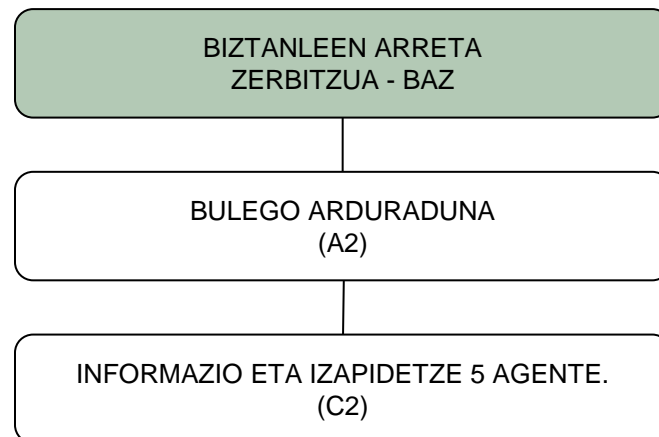 BIZTANLEEN ARRETA
ZERBITZUA - BAZ
BULEGO ARDURADUNA
(A2)
INFORMAZIO ETA IZAPIDETZE 5 AGENTE.
(C2)